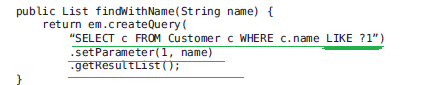 public List findWithName(String name) {
return em.createQuery(
“SELECT c FROM Customer c WHERE c.name LIKE ?1”)
.setParameter(1, name)
.getResultList();
}